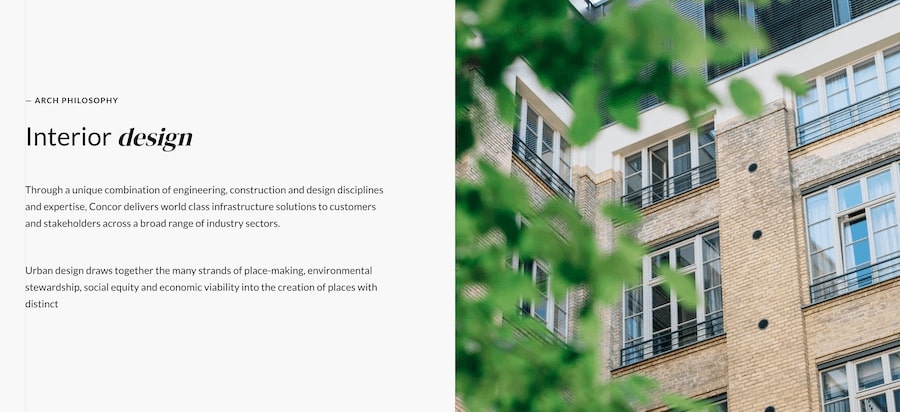 — ARCH PHILOSOPHY
Interior design
Through a unique combination of engineering, construction and design disciplines
and expertise, Concor delivers world class infrastructure solutions to customers
and stakeholders across a broad range of industry sectors.
Urban design draws together the many strands of place-making, environmental
stewardship, social equity and economic viability into the creation of places with
distinct